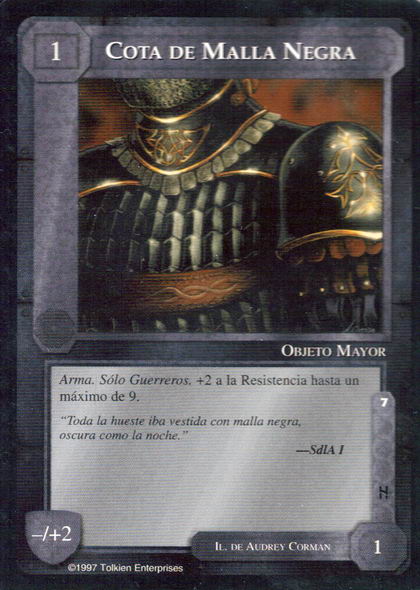 1
COTA DE MALLA NEGRA
OBJETO MAYOR
Arma. Sólo Guerreros. +2 a la Resistencia hasta un
máximo de 9.
“Toda la hueste iba vestida con malla negra,
oscura como la noche.”
—SdlA I
7
–/+2
IL. DE AUDREY CORMAN
1
©1997 Tolkien Enterprises